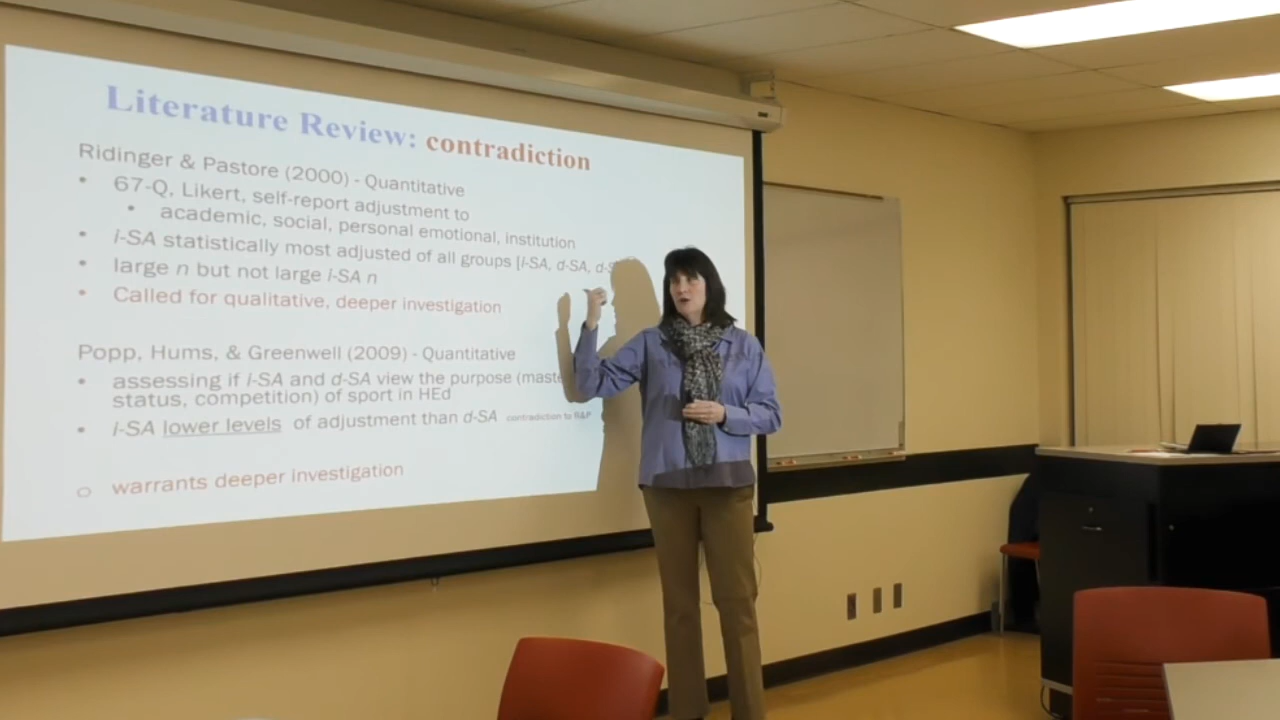 Literature Review: contradiction
Ridinger & Pastore (2000) - Quantitative
• 67-Q, Likert, self-report adjustment to
• academic, social, personal emotional, institution
• i-SA statistically most adjusted of all groups [i-SA, d-SA,
• large n but not large i-SA n
• Called for qualitative, deeper investigation
Popp, Hums, & Greenwell (2009) - Quantitative
• assessing if i-SA and d-SA view the purpose
status, competition) of sport in HEd
• i-SA lower levels of adjustment than d-SA contradiction to R&P
○ warrants deeper investigation